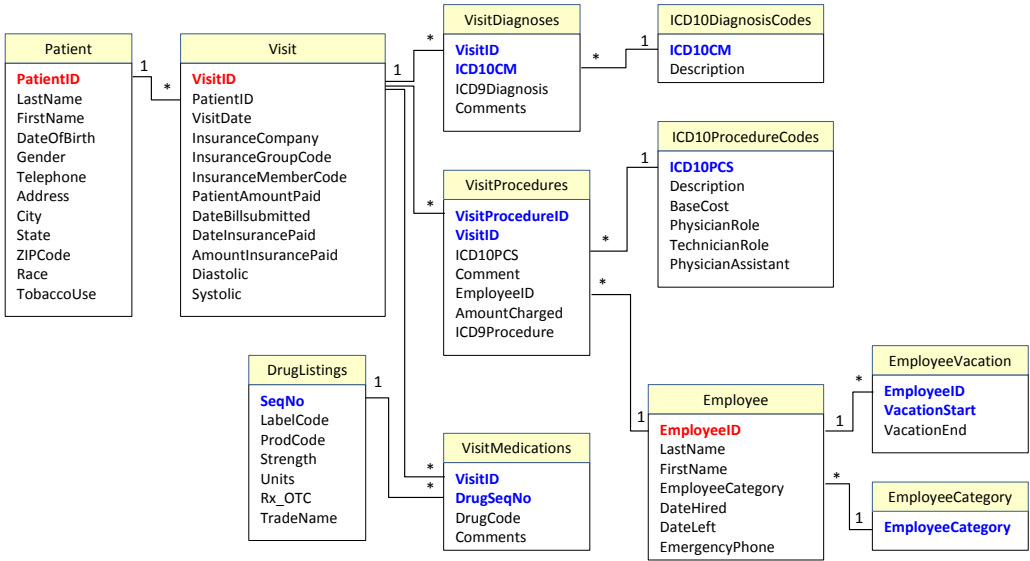 Patient
PatientID
LastName
FirstName
DateOfBirth
Gender
Telephone
Address
City
State
ZIPCode
Race
TobaccoUse
1
*
Visit
VisitID
PatientID
VisitDate
InsuranceCompany
InsuranceGroupCode
InsuranceMemberCode
PatientAmountPaid
DateBillsubmitted
DateInsurancePaid
AmountInsurancePaid
Diastolic
Systolic
1
*
*
VisitDiagnoses
VisitID
ICD10CM
ICD9Diagnosis
Comments
*
1
ICD10DiagnosisCodes
ICD10CM
Description
VisitProcedures
VisitProcedureID
VisitID
ICD10PCS
Comment
EmployeeID
AmountCharged
ICD9Procedure
*
*
1
ICD10ProcedureCodes
ICD10PCS
Description
BaseCost
PhysicianRole
TechnicianRole
PhysicianAssistant
DrugListings
SeqNo
LabelCode
ProdCode
Strength
Units
Rx_OTC
TradeName
1
*
*
VisitMedications
VisitID
DrugSeqNo
DrugCode
Comments
1
Employee
EmployeeID
LastName
FirstName
EmployeeCategory
DateHired
DateLeft
EmergencyPhone
1
*
*
1
EmployeeVacation
EmployeeID
VacationStart
VacationEnd
EmployeeCategory
EmployeeCategory